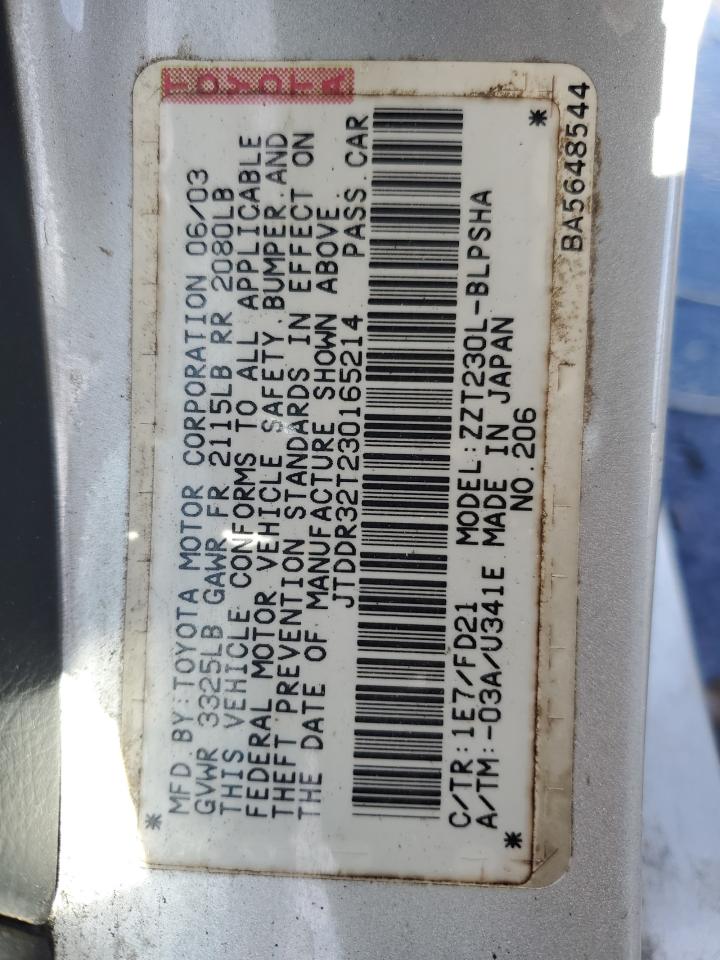 TOYOTA
MFD. BY: TOYOTA MOTOR CORPORATION 06/03
GVWR 3325LB GAWR FR 2115LB RR 2080LB
THIS VEHICLE CONFORMS TO ALL APPLICABLE
FEDERAL MOTOR VEHICLE SAFETY, BUMPER, AND
THEFT PREVENTION STANDARDS IN EFFECT ON
THE DATE OF MANUFACTURE SHOWN ABOVE.
JTDDR32T230165214 PASS. CAR
C/TR: 1E7/FD21 MODEL: ZZT230L-BLPSHA
A/TM: -03A/U341E MADE IN JAPAN
NO. 206
BA5648544